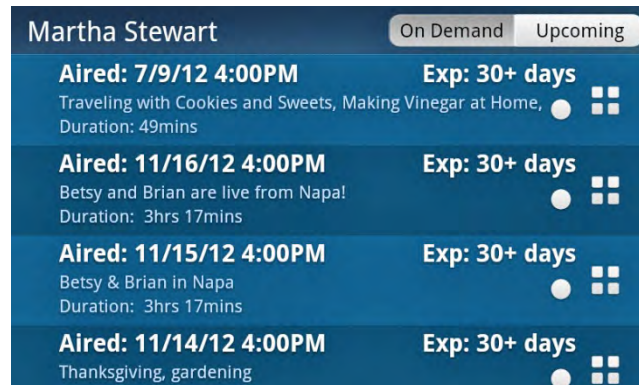 Martha Stewart
On Demand Upcoming
Aired: 7/9/12 4:00PM Exp: 30+ days
Traveling with Cookies and Sweets, Making Vinegar at Home,
Duration: 49mins
Aired: 11/16/12 4:00PM Exp: 30+ days
Betsy and Brian are live from Napa!
Duration: 3hrs 17mins
Aired: 11/15/12 4:00PM Exp: 30+ days
Betsy & Brian in Napa
Duration: 3hrs 17mins
Aired: 11/14/12 4:00PM Exp: 30+ days
Thanksgiving, gardening